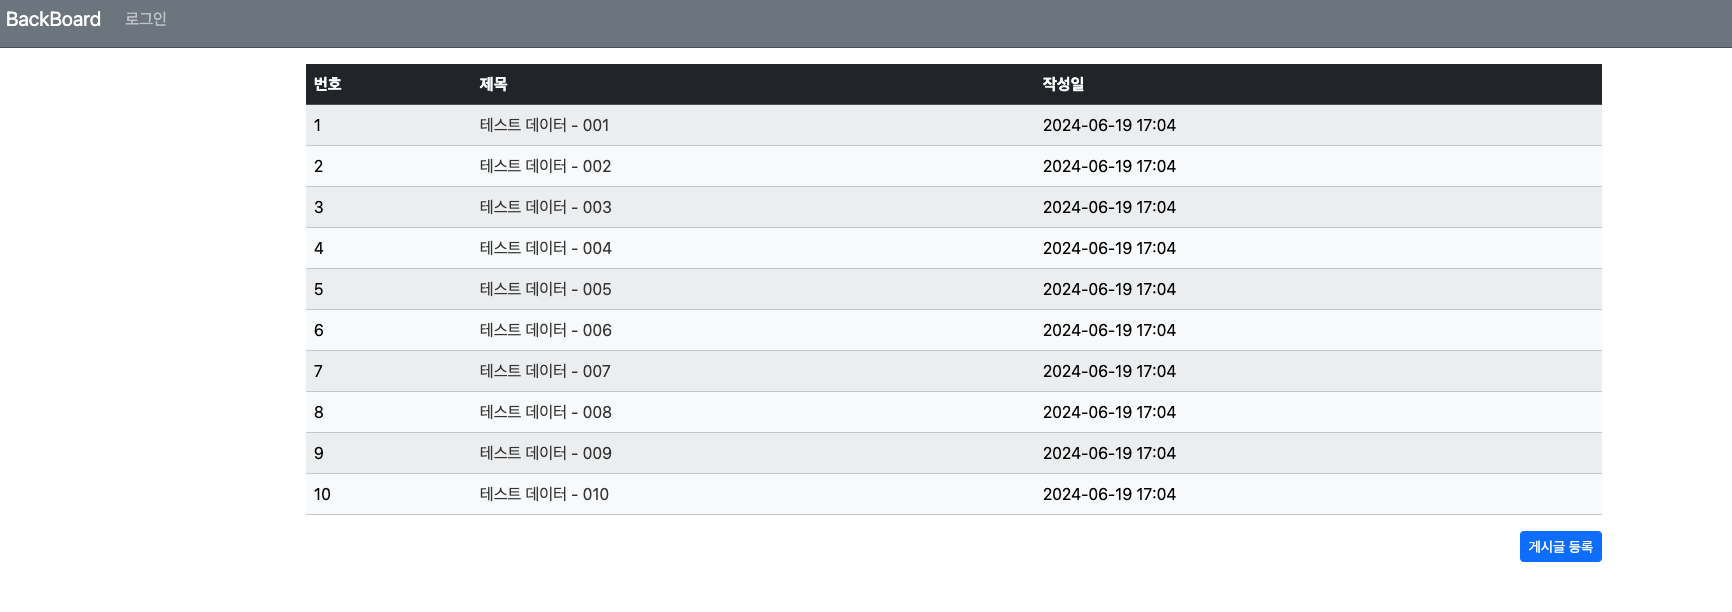 BackBoard 로그인
번호 제목 작성일
1 테스트 데이터 - 001 2024-06-19 17:04
2 테스트 데이터 - 002 2024-06-19 17:04
3 테스트 데이터 - 003 2024-06-19 17:04
4 테스트 데이터 - 004 2024-06-19 17:04
5 테스트 데이터 - 005 2024-06-19 17:04
6 테스트 데이터 - 006 2024-06-19 17:04
7 테스트 데이터 - 007 2024-06-19 17:04
8 테스트 데이터 - 008 2024-06-19 17:04
9 테스트 데이터 - 009 2024-06-19 17:04
10 테스트 데이터 - 010 2024-06-19 17:04
게시글 등록